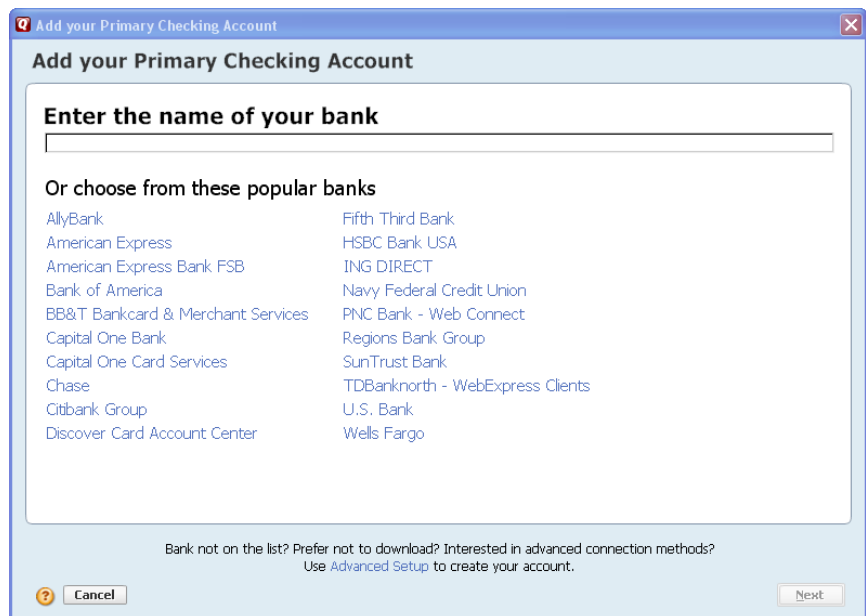 Add your Primary Checking Account
Add your Primary Checking Account
Enter the name of your bank
Or choose from these popular banks
AllyBank
American Express
American Express Bank FSB
Bank of America
BB&T Bankcard & Merchant Services
Capital One Bank
Capital One Card Services
Chase
Citibank Group
Discover Card Account Center
Fifth Third Bank
HSBC Bank USA
ING DIRECT
Navy Federal Credit Union
PNC Bank - Web Connect
Regions Bank Group
SunTrust Bank
TDBanknorth - WebExpress Clients
U.S. Bank
Wells Fargo
Bank not on the list? Prefer not to download? Interested in advanced connection methods?
Use Advanced Setup to create your account.
? Cancel
Next